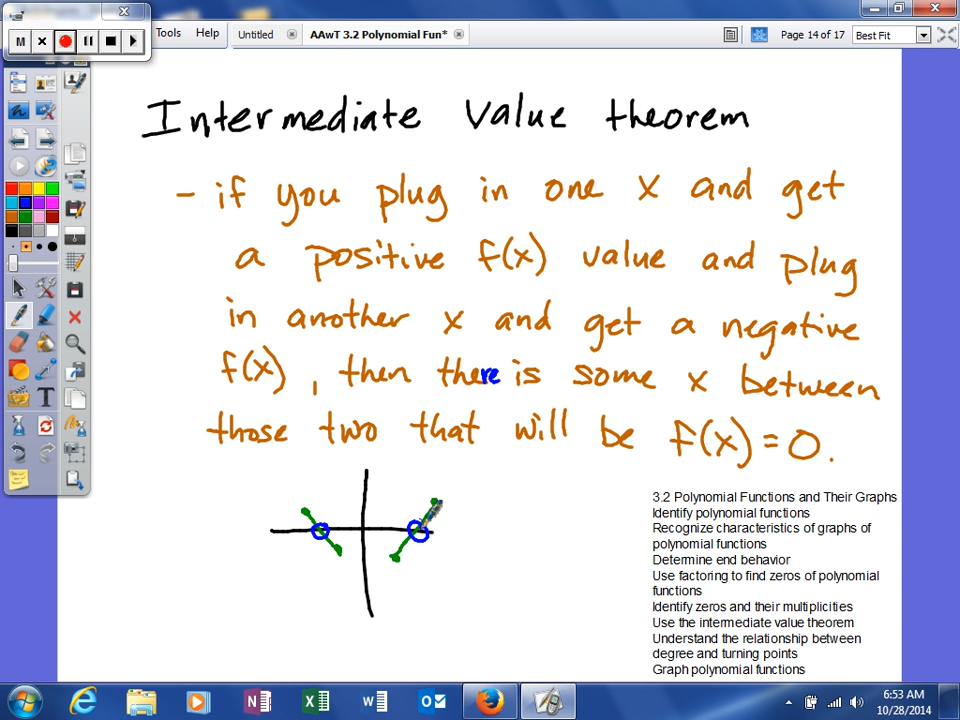 Tools Help Untitled AAwT 3.2 Polynomial Fun* Page 14 of 17 Best Fit
M
Intermediate Value theorem
- if you plug in one x and get
a positive f(x) value and plug
in another x and get a negative
f(x), then there is some x between
those two that will be f(x)=0.
3.2 Polynomial Functions and Their Graphs
Identify polynomial functions
Recognize characteristics of graphs of
polynomial functions
Determine end behavior
Use factoring to find zeros of polynomial
functions
Identify zeros and their multiplicities
Use the intermediate value theorem
Understand the relationship between
degree and turning points
Graph polynomial functions
6:53 AM
10/28/2014